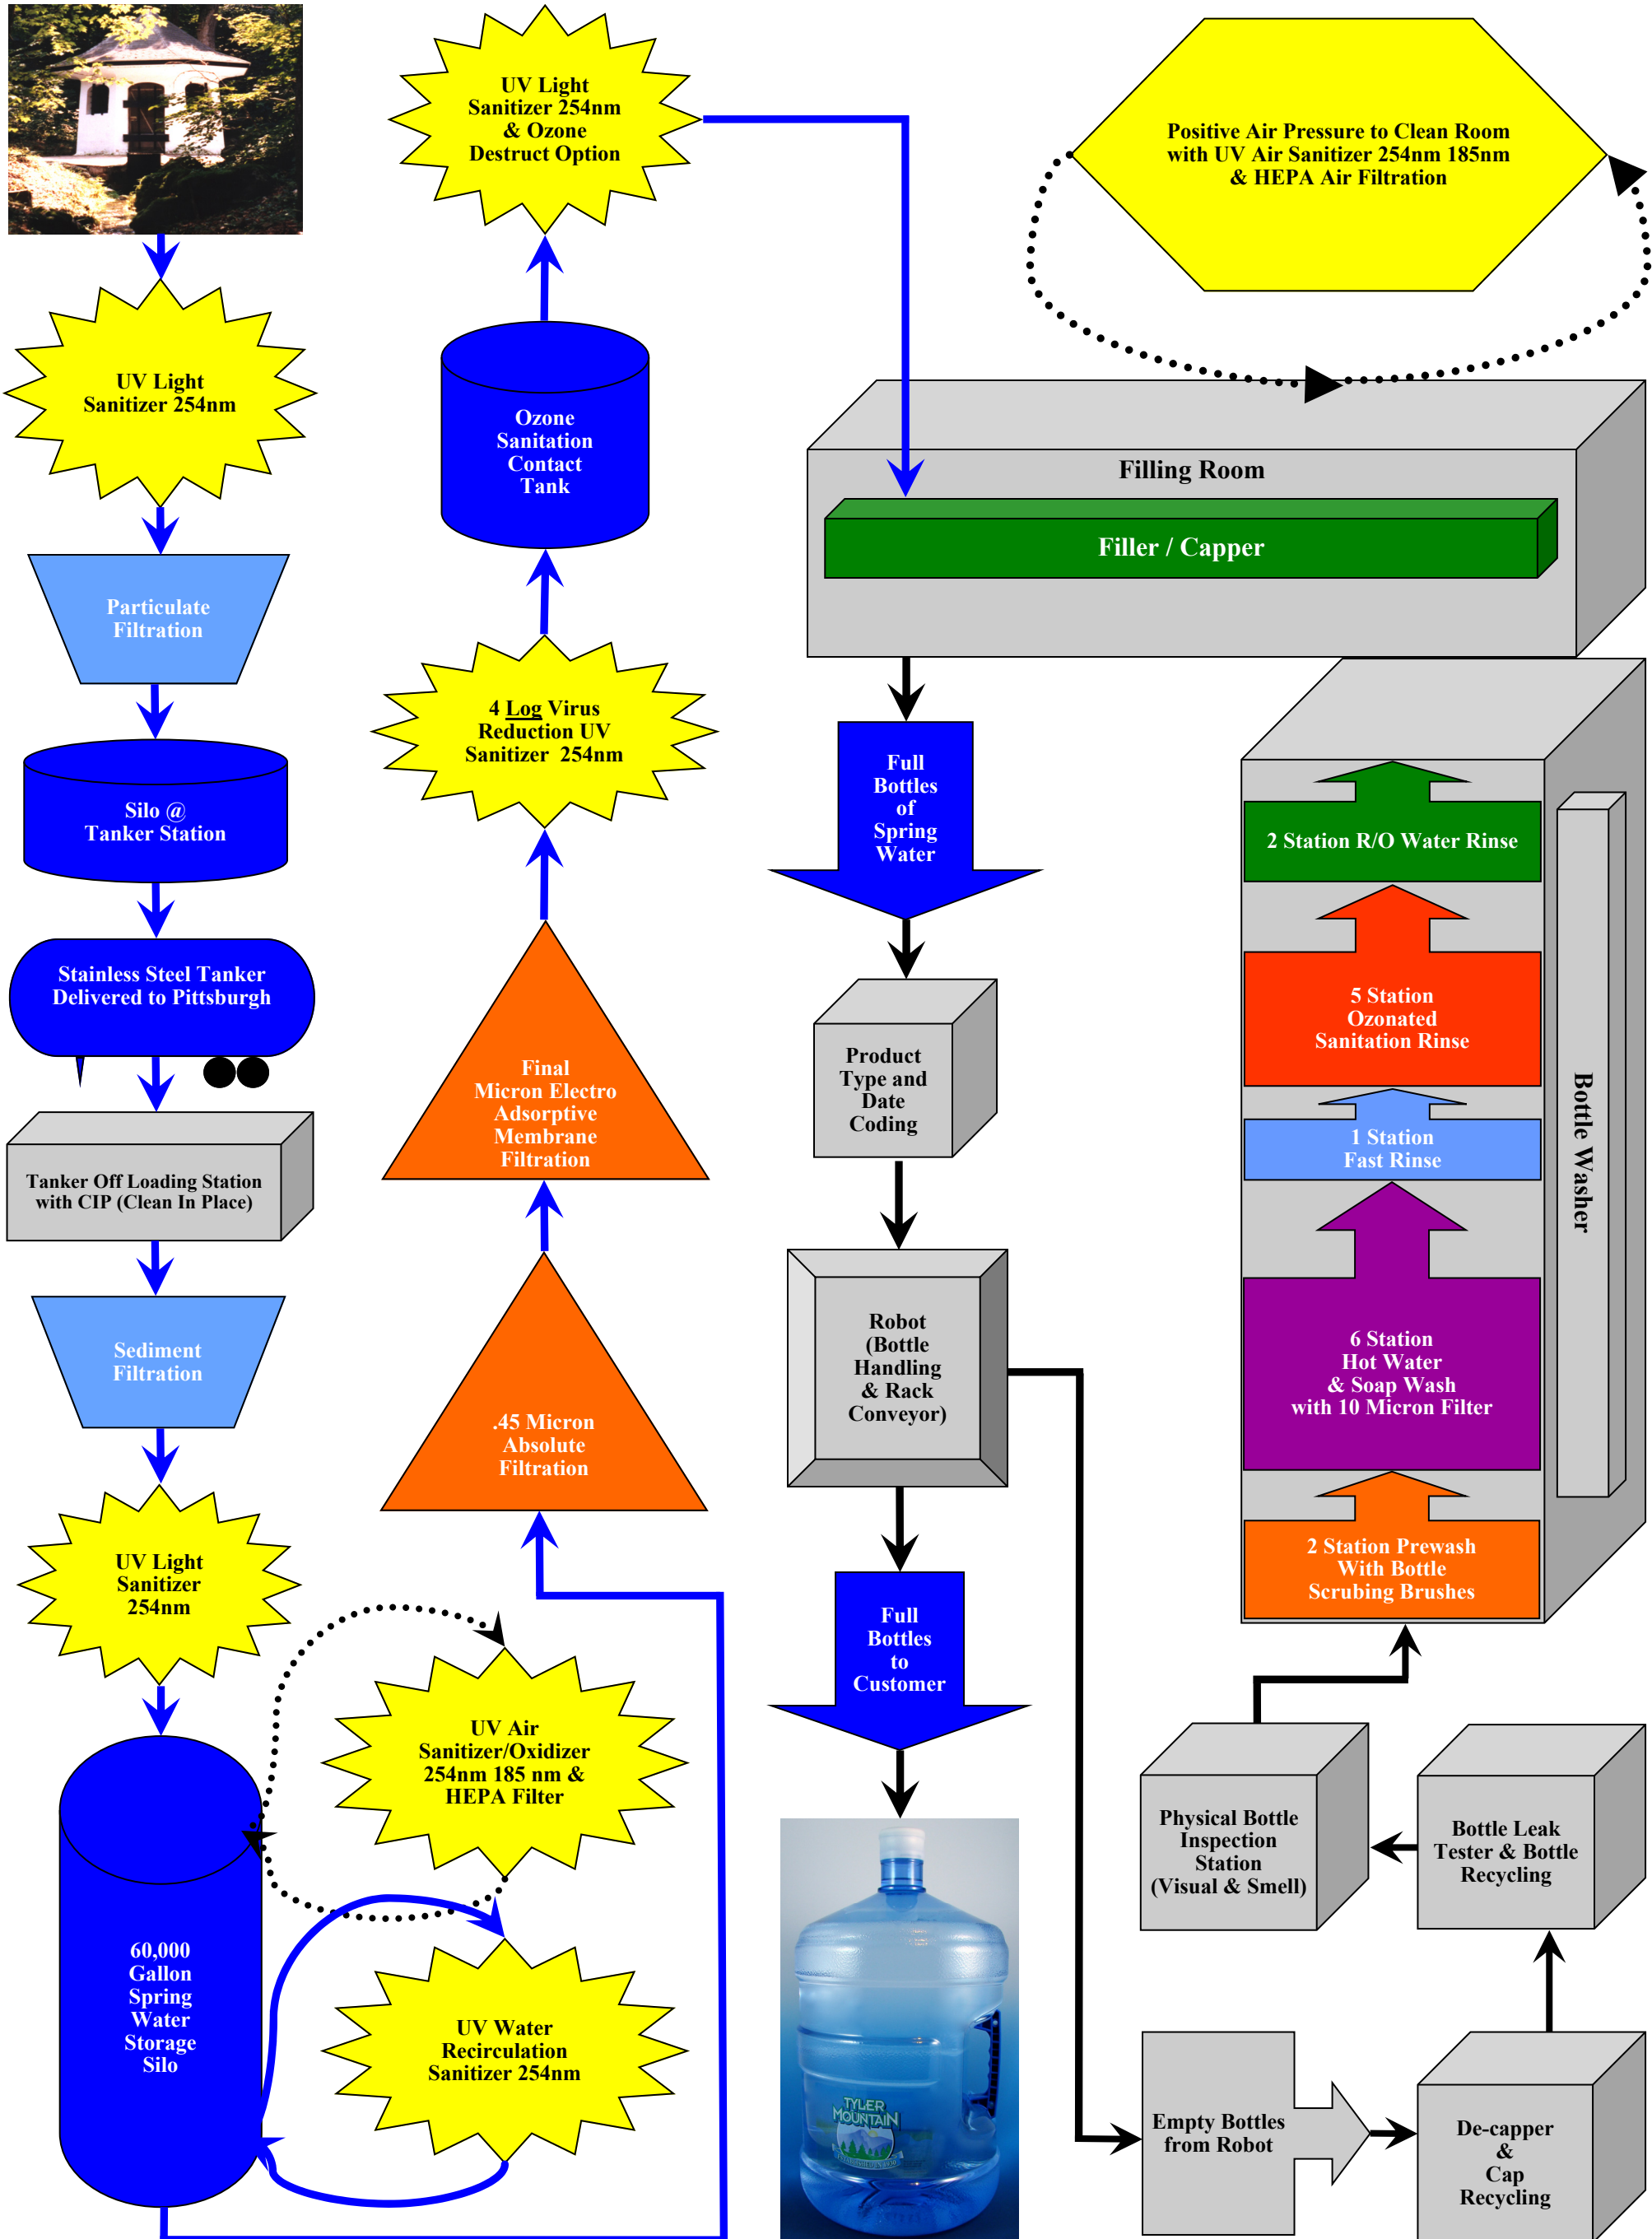 UV Light
Sanitizer 254nm
Particulate
Filtration
Silo @
Tanker Station
Stainless Steel Tanker
Delivered to Pittsburgh
Tanker Off Loading Station
with CIP (Clean In Place)
Sediment
Filtration
UV Light
Sanitizer
254nm
60,000
Gallon
Spring
Water
Storage
Silo
UV Air
Sanitizer/Oxidizer
254nm 185 nm &
HEPA Filter
UV Water
Recirculation
Sanitizer 254nm
.45 Micron
Absolute
Filtration
Final
Micron Electro
Adsorptive
Membrane
Filtration
4 Log Virus
Reduction UV
Sanitizer 254nm
Ozone
Sanitation
Contact
Tank
UV Light
Sanitizer 254nm
& Ozone
Destruct Option
Positive Air Pressure to Clean Room
with UV Air Sanitizer 254nm 185nm
& HEPA Air Filtration
Filling Room
Filler / Capper
Full
Bottles
of
Spring
Water
Product
Type and
Date
Coding
Robot
(Bottle
Handling
& Rack
Conveyor)
Full
Bottles
to
Customer
TYLER
MOUNTAIN
Empty Bottles
from Robot
De-capper
&
Cap
Recycling
Bottle Leak
Tester & Bottle
Recycling
Physical Bottle
Inspection
Station
(Visual & Smell)
2 Station Prewash
With Bottle
Scrubing Brushes
6 Station
Hot Water
& Soap Wash
with 10 Micron Filter
1 Station
Fast Rinse
5 Station
Ozonated
Sanitation Rinse
2 Station R/O Water Rinse
Bottle Washer